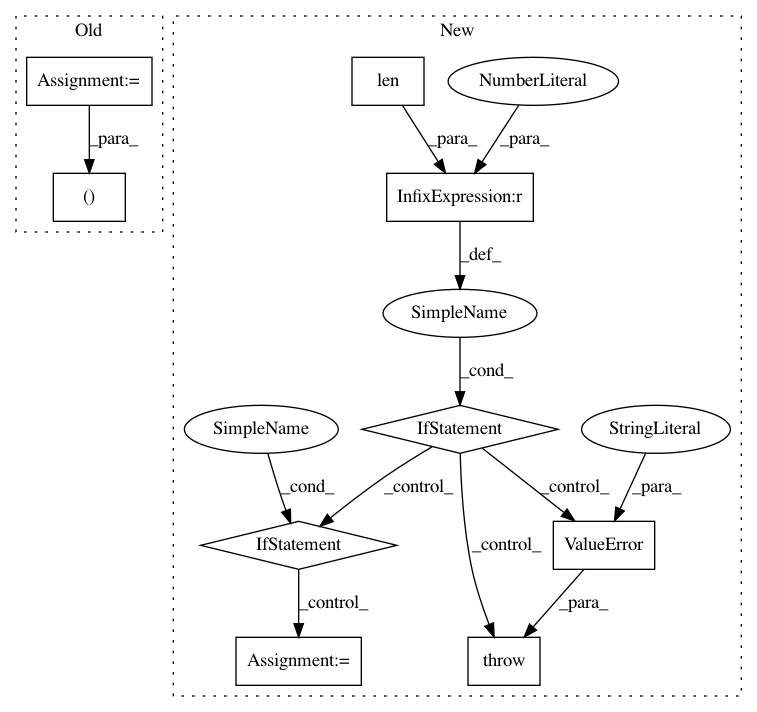 Old
New
Assignment:=
len
NumberLiteral
_para_
_para_
_para_
()
InfixExpression:r
_def_
SimpleName
_cond_
SimpleName
IfStatement
StringLiteral
_cond_
_control_
_control_
_para_
IfStatement
_control_
ValueError
_control_
_para_
Assignment:=
throw